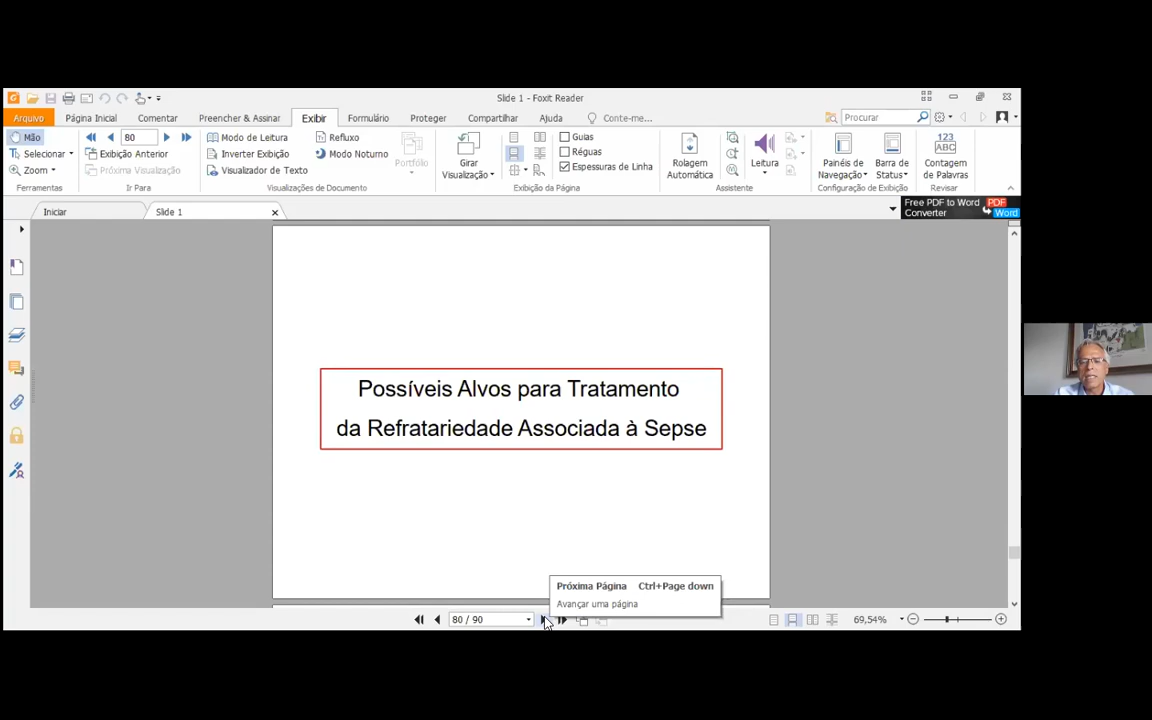 Slide 1 - Foxit Reader
Arquivo
Página Inicial
Comentar
Preencher & Assinar
Exibir
Formulário
Proteger
Compartilhar
Ajuda
Conte-me...
Procurar
Mão
Selecionar
Zoom
Ferramentas
80
Exibição Anterior
Próxima Visualização
Ir Para
Modo de Leitura
Inverter Exibição
Visualizador de Texto
Refluxo
Modo Noturno
Visualizações de Documento
Portfólio
Girar
Visualização
Guias
Réguas
Espessuras de Linha
Exibição da Página
Rolagem
Automática
Leitura
Assistente
Painéis de
Navegação
Barra de
Status
Configuração de Exibição
123
ABC
Contagem
de Palavras
Revisar
Iniciar
Slide 1
Free PDF to Word
Converter
PDF
Word
Possíveis Alvos para Tratamento
da Refratariedade Associada à Sepse
Próxima Página Ctrl+Page down
Avançar uma página
80 / 90
69,54%